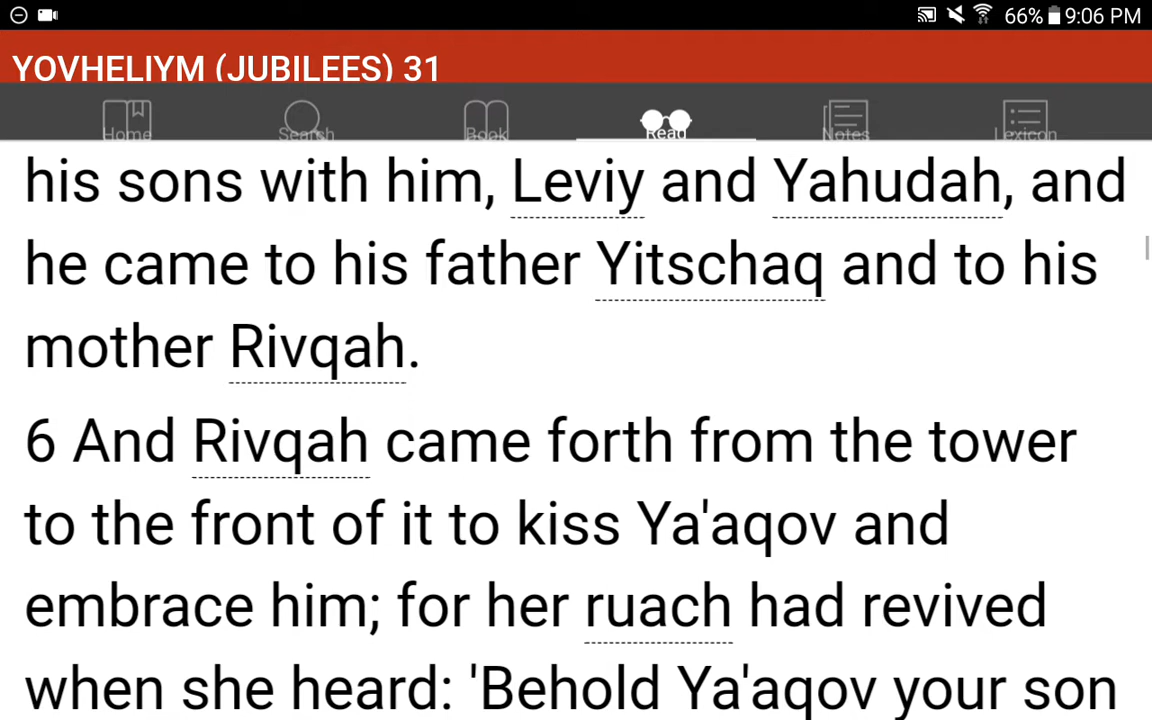 66% 9:06 PM
YOVHELIYM (JUBILEES) 31
Home Search Book Read Notes Lexicon
his sons with him, Leviy and Yahudah, and
he came to his father Yitschaq and to his
mother Rivqah.
6 And Rivqah came forth from the tower
to the front of it to kiss Ya'aqov and
embrace him; for her ruach had revived
when she heard: 'Behold Ya'aqov your son